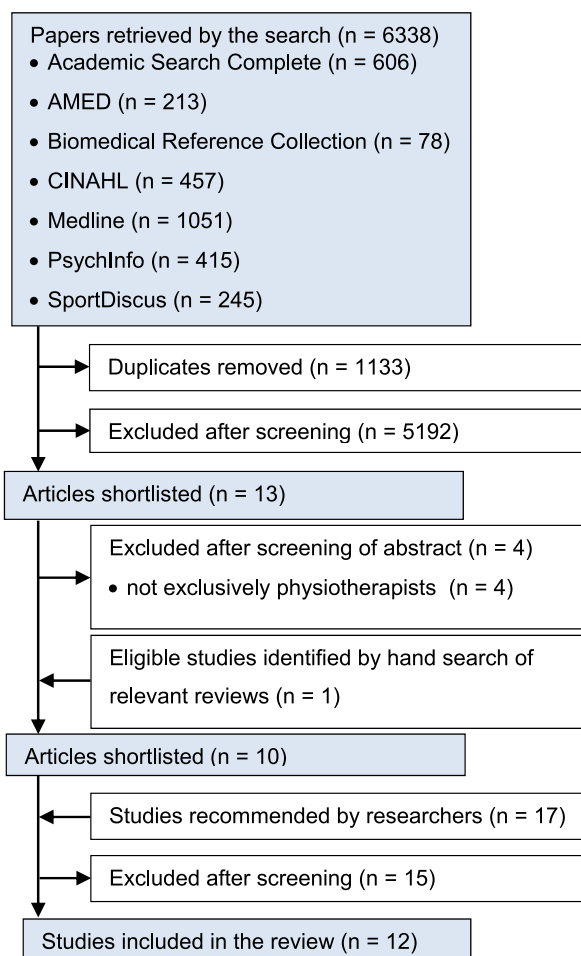 Papers retrieved by the search (n = 6338)
• Academic Search Complete (n = 606)
• AMED (n = 213)
• Biomedical Reference Collection (n = 78)
• CINAHL (n = 457)
• Medline (n = 1051)
• PsychInfo (n = 415)
• SportDiscus (n = 245)
Duplicates removed (n = 1133)
Excluded after screening (n = 5192)
Articles shortlisted (n = 13)
Excluded after screening of abstract (n = 4)
• not exclusively physiotherapists (n = 4)
Eligible studies identified by hand search of
relevant reviews (n = 1)
Articles shortlisted (n = 10)
Studies recommended by researchers (n = 17)
Excluded after screening (n = 15)
Studies included in the review (n = 12)